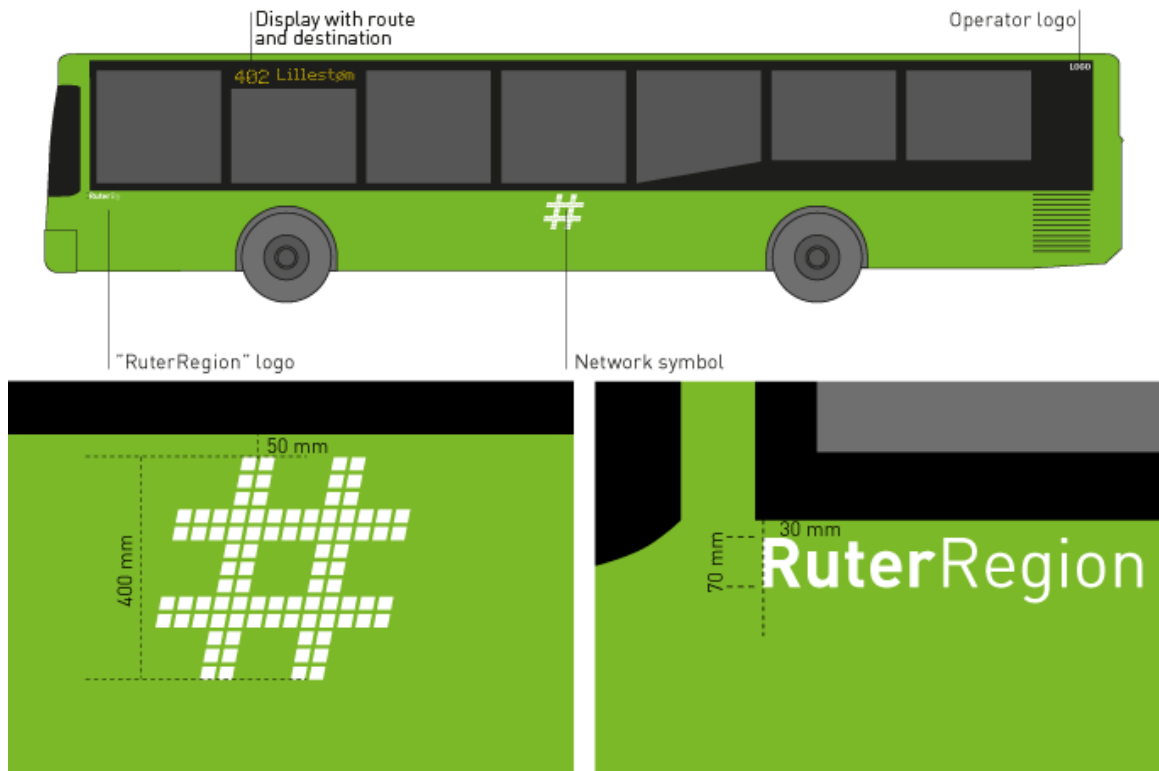 Display with route
and destination
Operator logo
402 Lillestøm
LOGO
RuterRe
"RuterRegion" logo
Network symbol
50 mm
400 mm
30 mm
70 mm
RuterRegion